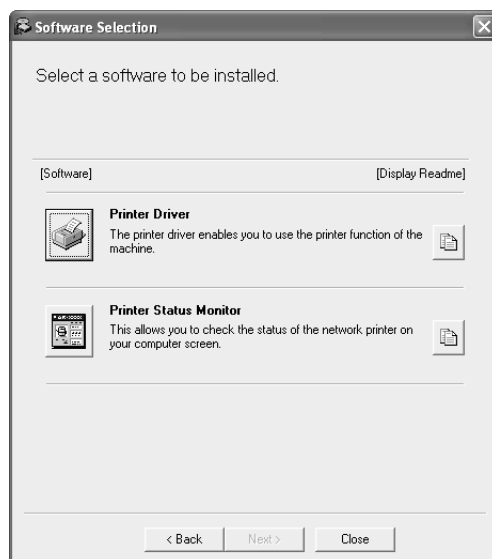 Software Selection
Select a software to be installed.
[Software] [Display Readme]
Printer Driver
The printer driver enables you to use the printer function of the
machine.
Printer Status Monitor
This allows you to check the status of the network printer on
your computer screen.
< Back Next > Close